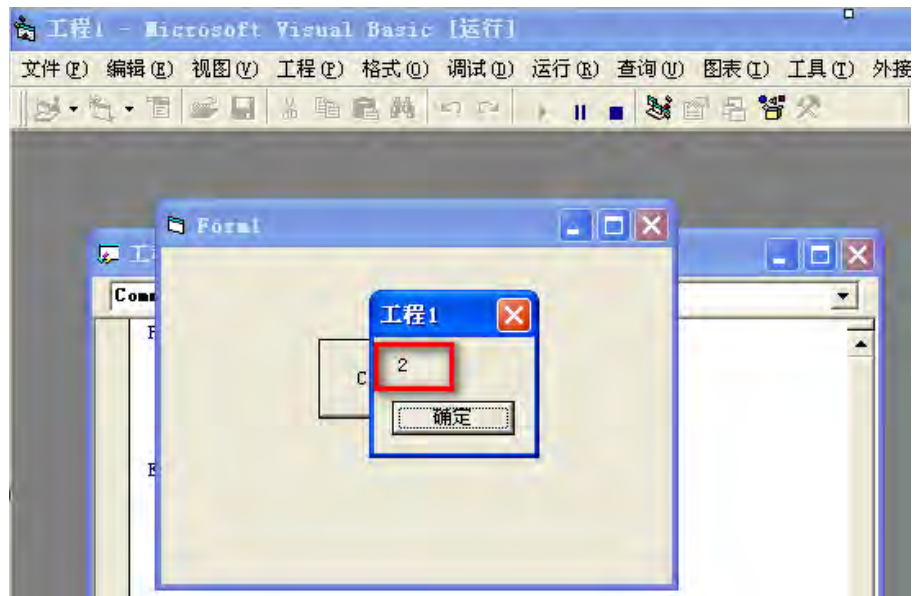 工程1 - Microsoft Visual Basic [运行]
文件(F) 编辑(E) 视图(V) 工程(P) 格式(O) 调试(D) 运行(R) 查询(U) 图表(I) 工具(T) 外接
Form1
工
Comm
工程1
C
2
确定